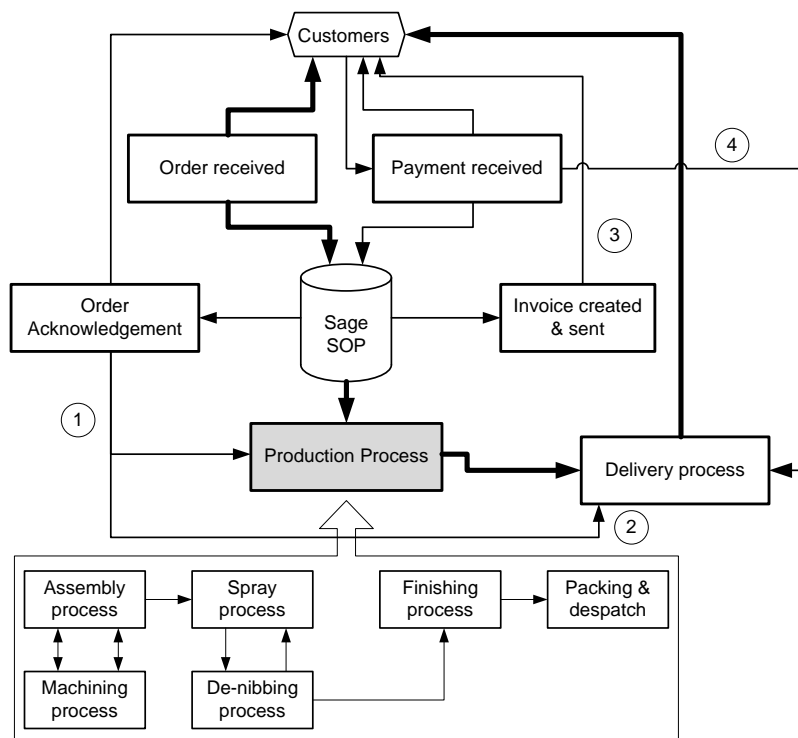 Customers
Order received
Payment received
4
3
Order
Acknowledgement
Sage
SOP
Invoice created
& sent
1
Production Process
Delivery process
2
Assembly
process
Spray
process
Finishing
process
Packing &
despatch
Machining
process
De-nibbing
process